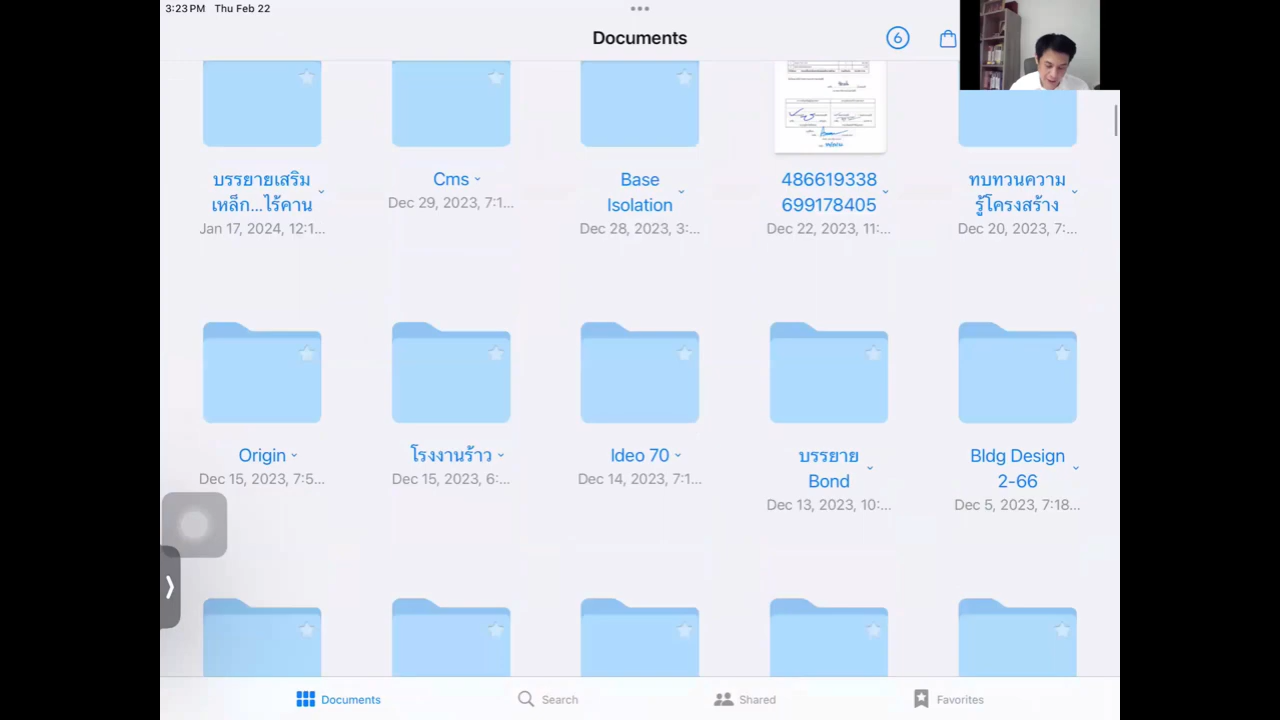 3:23 PM Thu Feb 22
Documents
6
บรรยายเสริม
เหล็ก...ไร้คาน
Jan 17, 2024, 12:1...
Cms
Dec 29, 2023, 7:1...
Base
Isolation
Dec 28, 2023, 3:...
486619338
699178405
Dec 22, 2023, 11:...
ทบทวนความ
รู้โครงสร้าง
Dec 20, 2023, 7:...
Origin
Dec 15, 2023, 7:5...
โรงงานร้าว
Dec 15, 2023, 6:...
Ideo 70
Dec 14, 2023, 7:1...
บรรยาย
Bond
Dec 13, 2023, 10:...
Bldg Design
2-66
Dec 5, 2023, 7:18...
Documents
Search
Shared
Favorites